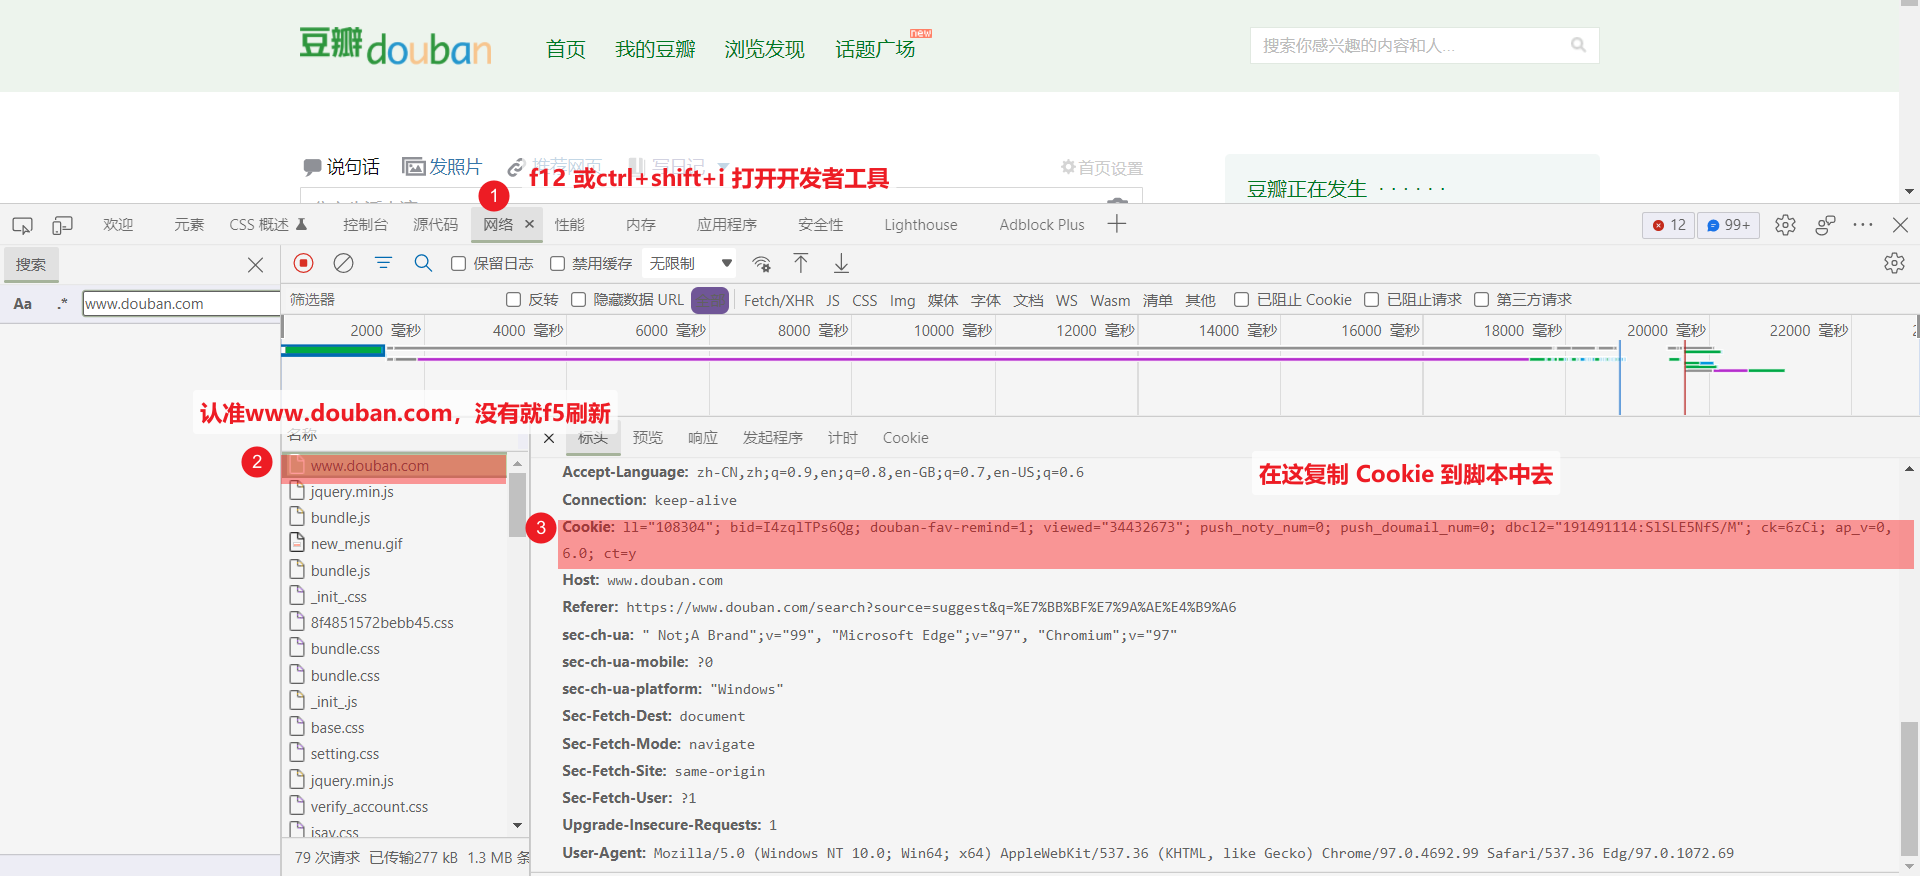 豆瓣douban 首页 我的豆瓣 浏览发现 话题广场 new 搜索你感兴趣的内容和人...
说句话 发照片 推荐网页 写日记 首页设置
1 f12 或ctrl+shift+i 打开开发者工具
豆瓣正在发生 · · · · · ·
欢迎 元素 CSS 概述 控制台 源代码 网络 性能 内存 应用程序 安全性 Lighthouse Adblock Plus 12 99+
搜索 保留日志 禁用缓存 无限制
Aa .* www.douban.com
筛选器 反转 隐藏数据 URL Fetch/XHR JS CSS Img 媒体 字体 文档 WS Wasm 清单 其他 已阻止 Cookie 已阻止请求 第三方请求
2000 毫秒 4000 毫秒 6000 毫秒 8000 毫秒 10000 毫秒 12000 毫秒 14000 毫秒 16000 毫秒 18000 毫秒 20000 毫秒 22000 毫秒
认准www.douban.com，没有就f5刷新
名称
2 www.douban.com
jquery.min.js
bundle.js
new_menu.gif
bundle.js
_init_.css
8f4851572bebb45.css
bundle.css
bundle.css
_init_.js
base.css
setting.css
jquery.min.js
verify_account.css
isay.css
79 次请求 已传输277 kB 1.3 MB 条
标头 预览 响应 发起程序 计时 Cookie
Accept-Language: zh-CN,zh;q=0.9,en;q=0.8,en-GB;q=0.7,en-US;q=0.6
在这复制 Cookie 到脚本中去
Connection: keep-alive
3 Cookie: ll="108304"; bid=I4zqlTPs6Qg; douban-fav-remind=1; viewed="34432673"; push_noty_num=0; push_doumail_num=0; dbcl2="191491114:SlSLE5NfS/M"; ck=6zCi; ap_v=0,
6.0; ct=y
Host: www.douban.com
Referer: https://www.douban.com/search?source=suggest&q=%E7%BB%BF%E7%9A%AE%E4%B9%A6
sec-ch-ua: " Not;A Brand";v="99", "Microsoft Edge";v="97", "Chromium";v="97"
sec-ch-ua-mobile: ?0
sec-ch-ua-platform: "Windows"
Sec-Fetch-Dest: document
Sec-Fetch-Mode: navigate
Sec-Fetch-Site: same-origin
Sec-Fetch-User: ?1
Upgrade-Insecure-Requests: 1
User-Agent: Mozilla/5.0 (Windows NT 10.0; Win64; x64) AppleWebKit/537.36 (KHTML, like Gecko) Chrome/97.0.4692.99 Safari/537.36 Edg/97.0.1072.69